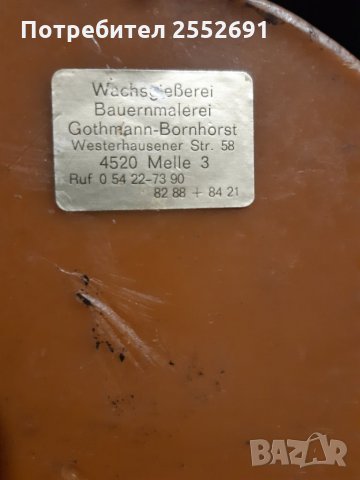 Потребител 2552691
Wachsgießerei
Bauernmalerei
Gothmann-Bornhorst
Westerhausener Str. 58
4520 Melle 3
Ruf 0 54 22-73 90
82 88 + 84 21
BAZAR